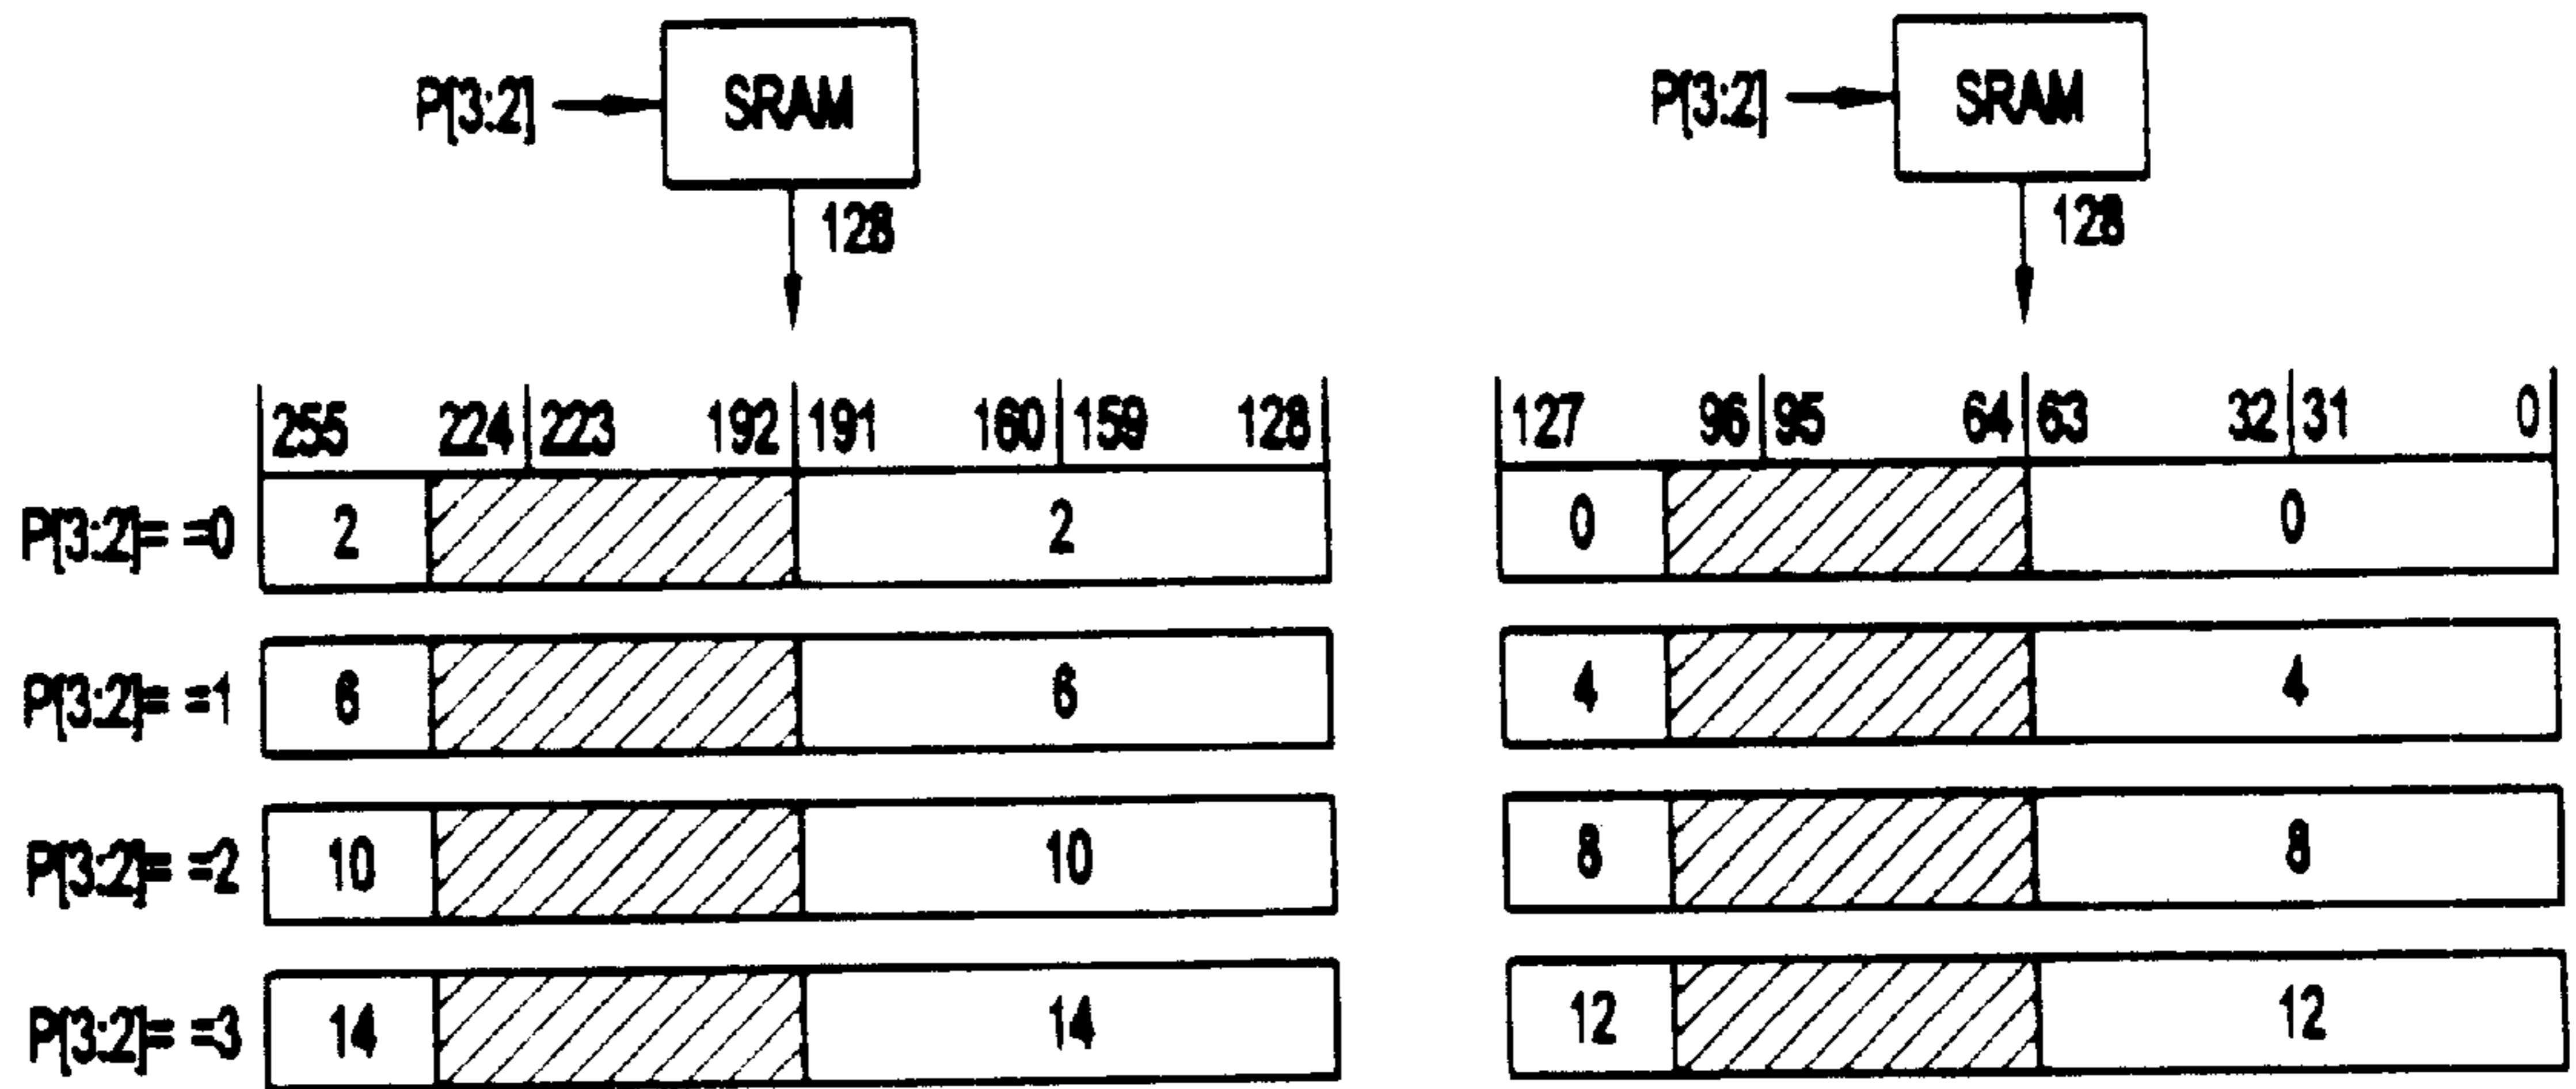 P[3:2] SRAM P[3:2] SRAM
128 128
255 224 223 192 191 160 159 128 127 96 95 64 63 32 31 0
P[3:2]= =0 2 2 0 0
P[3:2]= =1 6 6 4 4
P[3:2]= =2 10 10 8 8
P[3:2]= =3 14 14 12 12